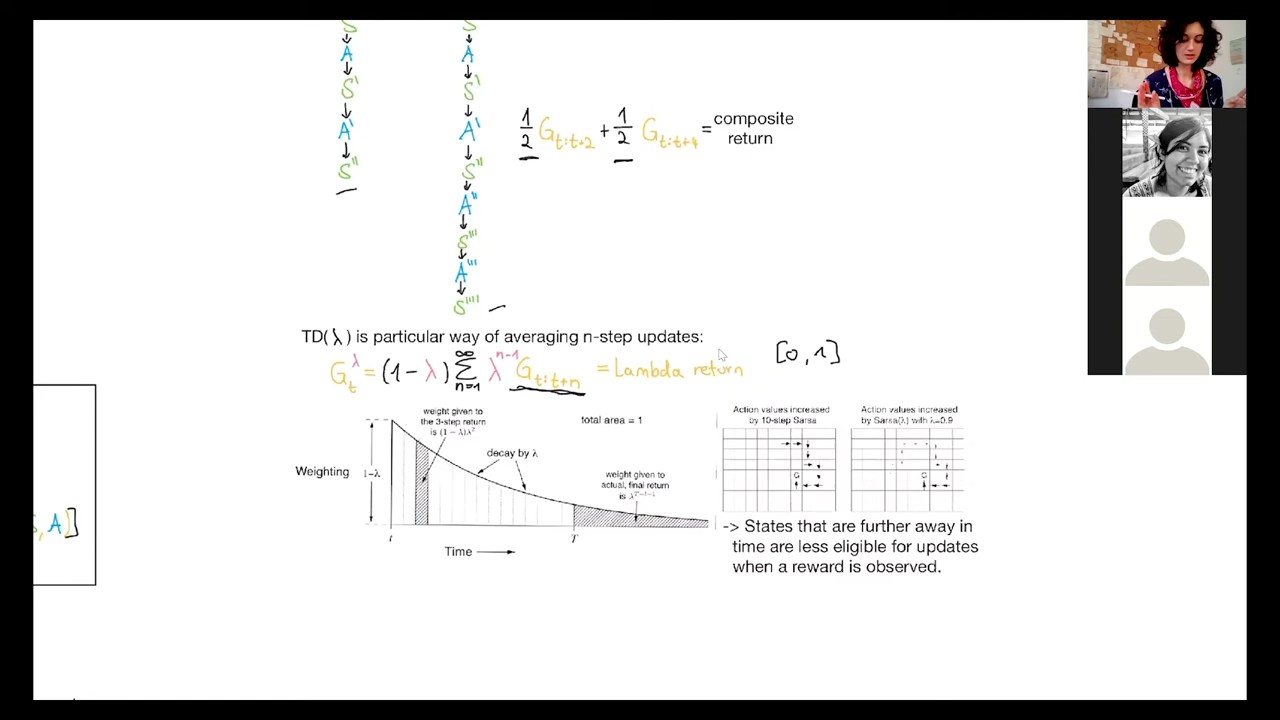 S
A
S'
A'
S''
S
A
S'
A'
S''
A''
S'''
A'''
S''''
1/2 G_{t:t+2} + 1/2 G_{t:t+4} = composite
return
TD(λ) is particular way of averaging n-step updates:
G_t^λ = (1-λ) ∑_{n=1}^{∞} λ^{n-1} G_{t:t+n} = Lambda return [0,1]
weight given to
the 3-step return
is (1-λ)λ²
total area = 1
decay by λ
Weighting
1-λ
weight given to
actual, final return
is λ^{T-t-1}
t
T
Time
Action values increased
by 10-step Sarsa
G
Action values increased
by Sarsa(λ) with λ=0.9
G
-> States that are further away in
time are less eligible for updates
when a reward is observed.
, A]